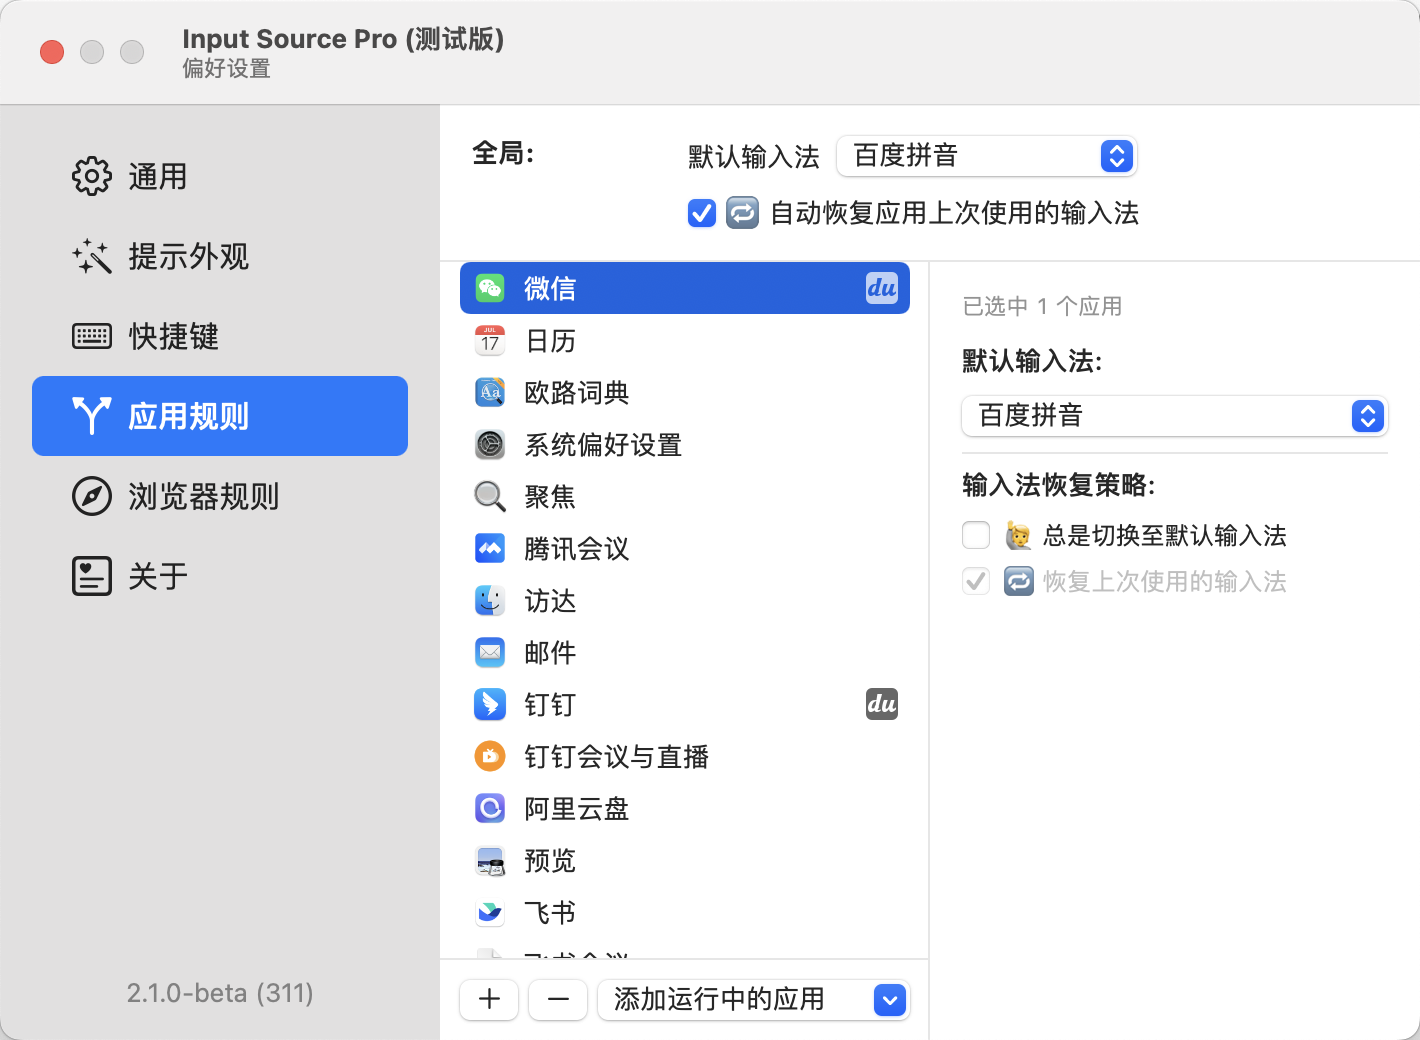 Input Source Pro (测试版)
偏好设置
通用
提示外观
快捷键
应用规则
浏览器规则
关于
2.1.0-beta (311)
全局:
默认输入法
百度拼音
自动恢复应用上次使用的输入法
微信
du
JUL
17
日历
Aa
欧路词典
系统偏好设置
聚焦
腾讯会议
访达
邮件
钉钉
du
钉钉会议与直播
阿里云盘
预览
飞书
飞书会议
添加运行中的应用
已选中 1 个应用
默认输入法:
百度拼音
输入法恢复策略:
总是切换至默认输入法
恢复上次使用的输入法